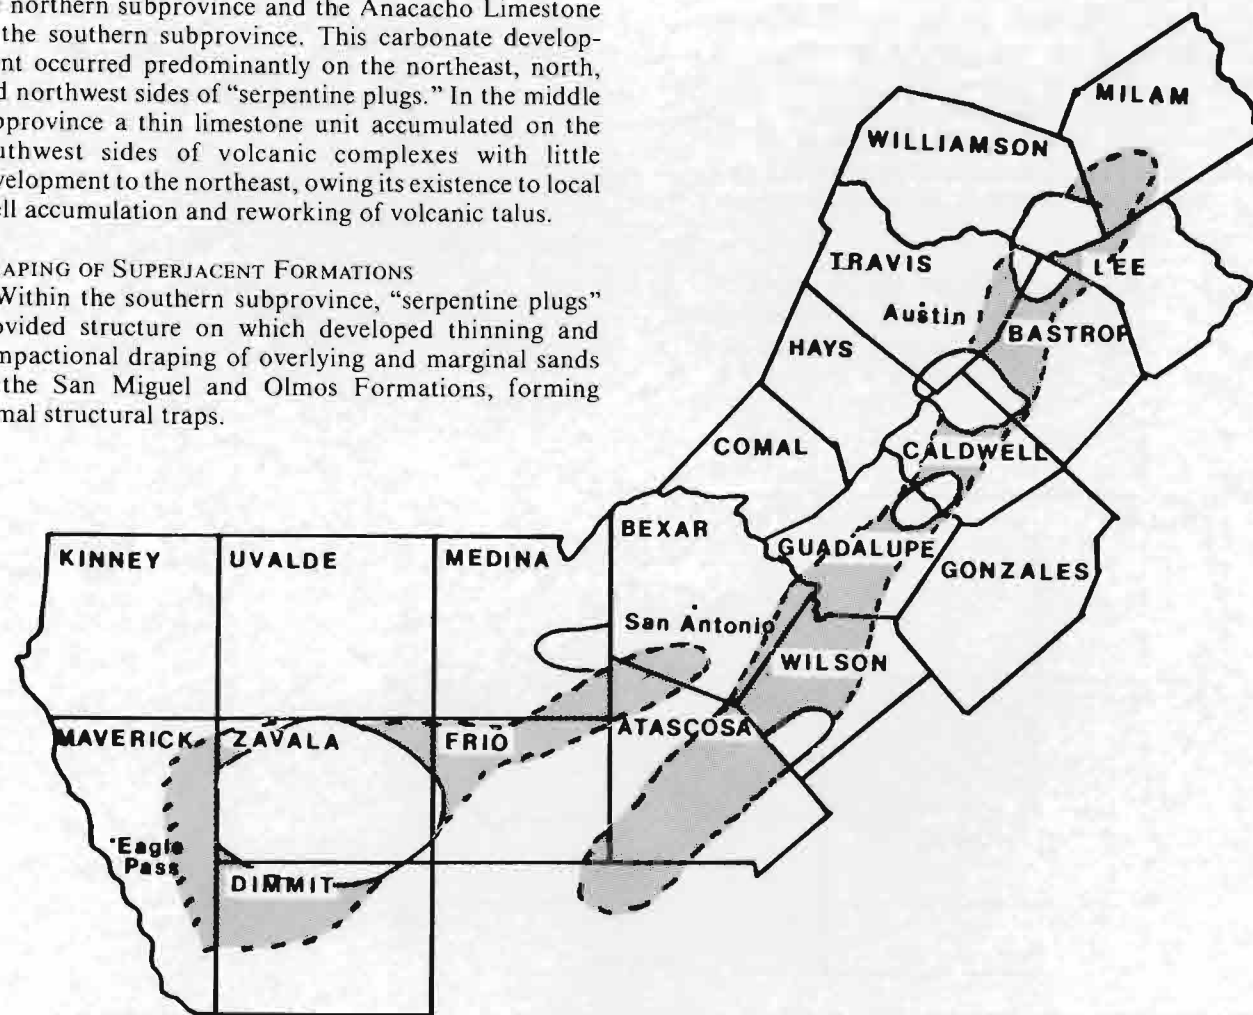 northern subprovince and the Anacacho Limestone
the southern subprovince. This carbonate develop-
nt occurred predominantly on the northeast, north,
d northwest sides of “serpentine plugs.” In the middle
bprovince a thin limestone unit accumulated on the
uthwest sides of volcanic complexes with little
velopment to the northeast, owing its existence to local
ell accumulation and reworking of volcanic talus.
APING OF SUPERJACENT FORMATIONS
Within the southern subprovince, “serpentine plugs”
ovided structure on which developed thinning and
mpactional draping of overlying and marginal sands
the San Miguel and Olmos Formations, forming
mal structural traps.
MILAM
WILLIAMSON
TRAVIS
LEE
Austin
BASTROP
HAYS
COMAL
CALDWELL
BEXAR
GUADALUPE
GONZALES
KINNEY
UVALDE
MEDINA
San Antonio
WILSON
MAVERICK
ZAVALA
FRIO
ATASCOSA
Eagle
Pass
DIMMIT